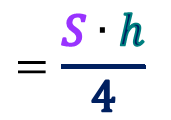 = S · h / 4